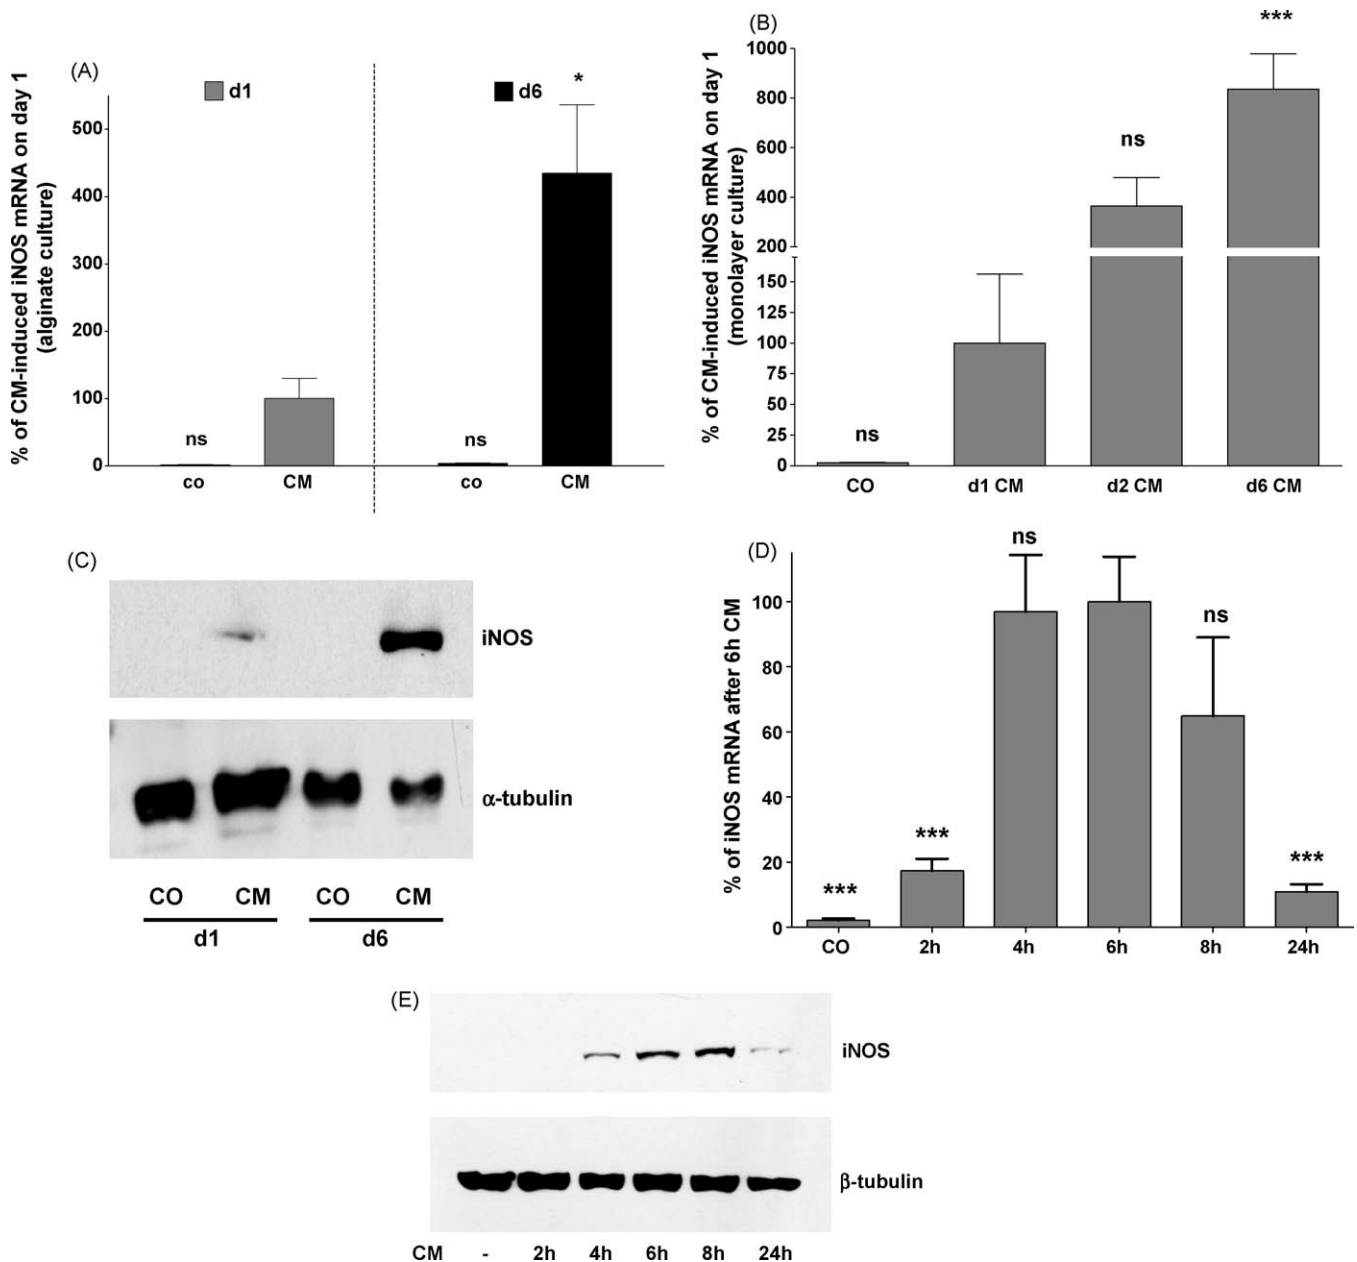 (A)
% of CM-induced iNOS mRNA on day 1
(alginate culture)
d1
d6
*
500
400
300
200
100
0
ns
ns
co
CM
co
CM
(B)
% of CM-induced iNOS mRNA on day 1
(monolayer culture)
***
1000
800
600
400
200
150
125
100
75
50
25
0
ns
ns
CO
d1 CM
d2 CM
d6 CM
(C)
iNOS
α-tubulin
CO CM CO CM
d1 d6
(D)
% of iNOS mRNA after 6h CM
100
80
60
40
20
0
***
***
ns
ns
***
CO
2h
4h
6h
8h
24h
(E)
iNOS
β-tubulin
CM - 2h 4h 6h 8h 24h